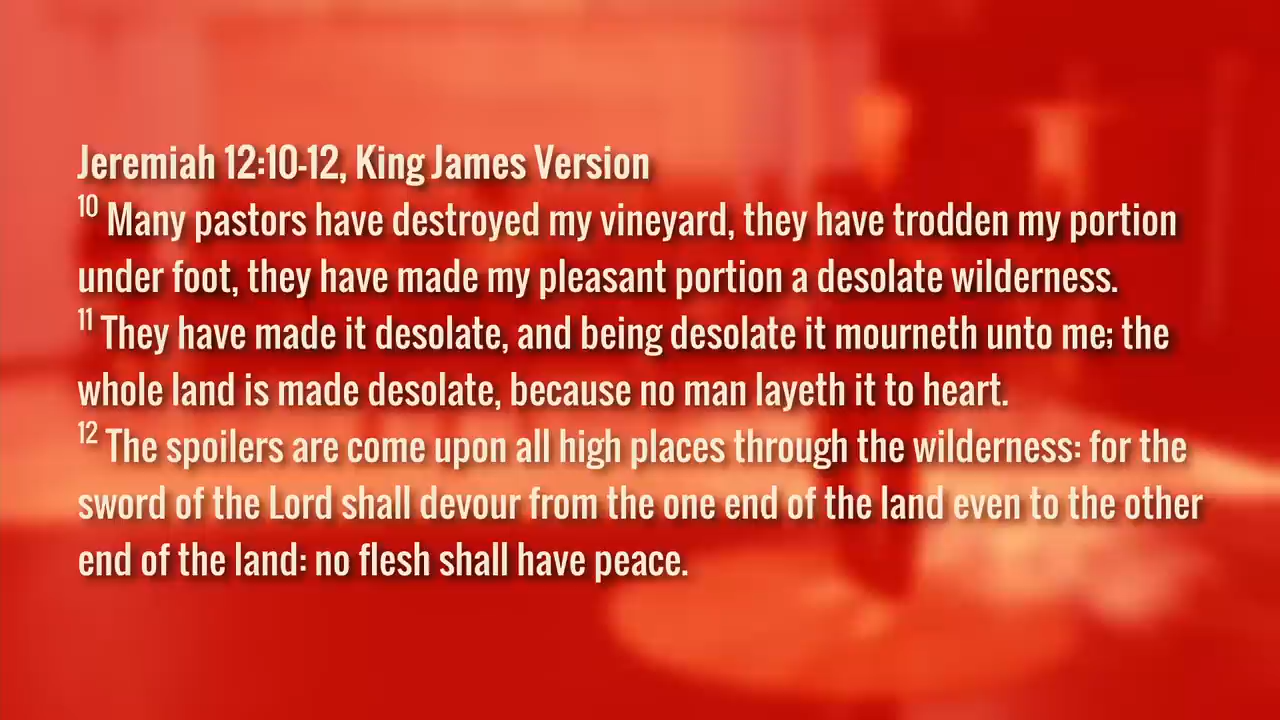 Jeremiah 12:10-12, King James Version
10 Many pastors have destroyed my vineyard, they have trodden my portion
under foot, they have made my pleasant portion a desolate wilderness.
11 They have made it desolate, and being desolate it mourneth unto me; the
whole land is made desolate, because no man layeth it to heart.
12 The spoilers are come upon all high places through the wilderness: for the
sword of the Lord shall devour from the one end of the land even to the other
end of the land: no flesh shall have peace.